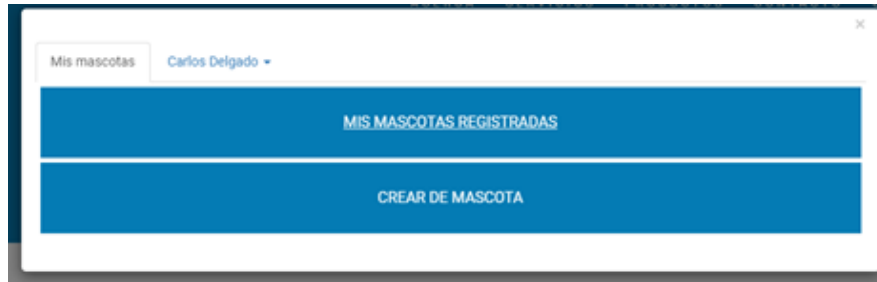 ×
Mis mascotas Carlos Delgado
MIS MASCOTAS REGISTRADAS
CREAR DE MASCOTA